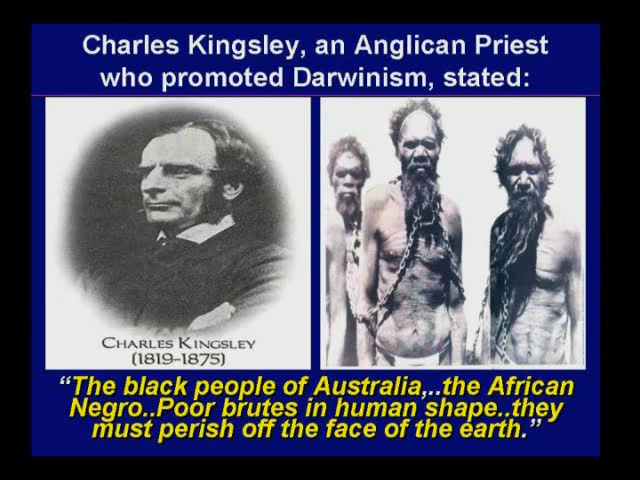 Charles Kingsley, an Anglican Priest
who promoted Darwinism, stated:
CHARLES KINGSLEY
(1819-1875)
“The black people of Australia,..the African
Negro..Poor brutes in human shape..they
must perish off the face of the earth.”